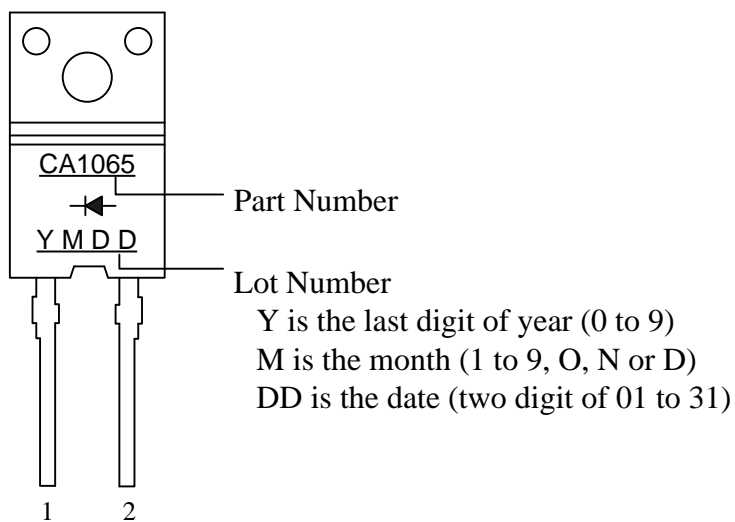 CA1065
Part Number
Y M D D
Lot Number
Y is the last digit of year (0 to 9)
M is the month (1 to 9, O, N or D)
DD is the date (two digit of 01 to 31)
1 2